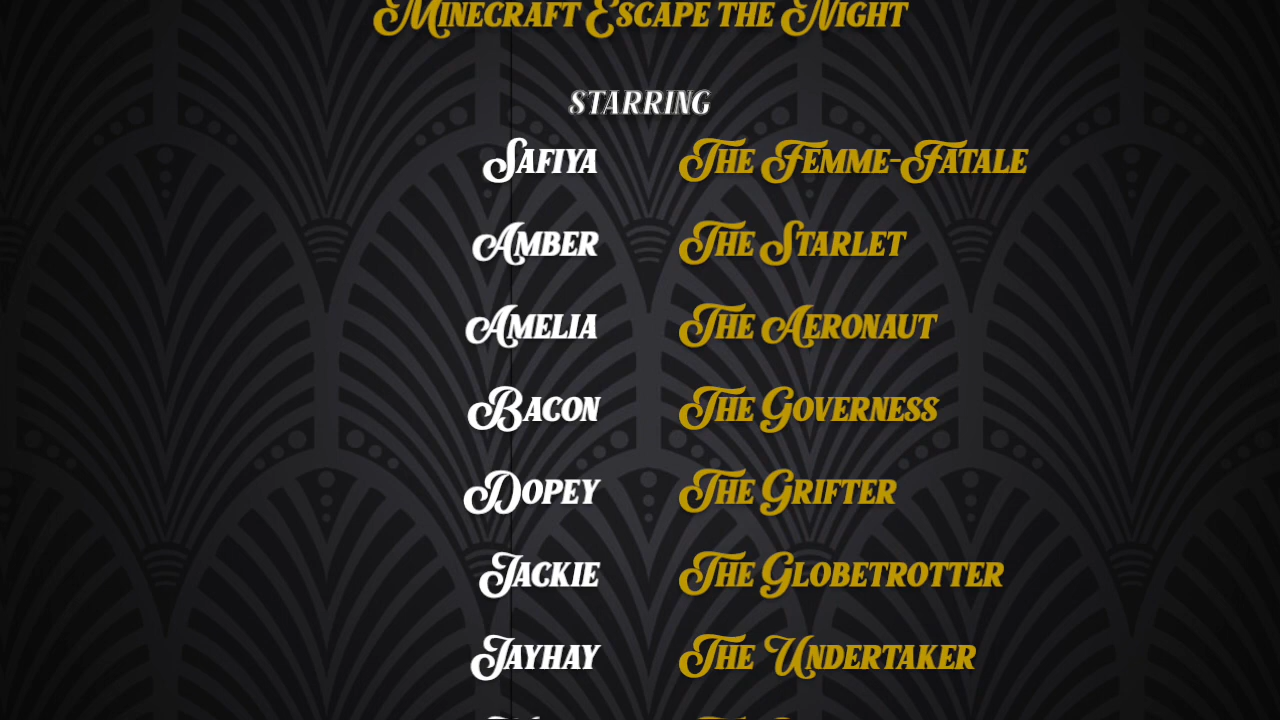 Minecraft Escape the Night
STARRING
Safiya The Femme-Fatale
Amber The Starlet
Amelia The Aeronaut
Bacon The Governess
Dopey The Grifter
Jackie The Globetrotter
Jayhay The Undertaker